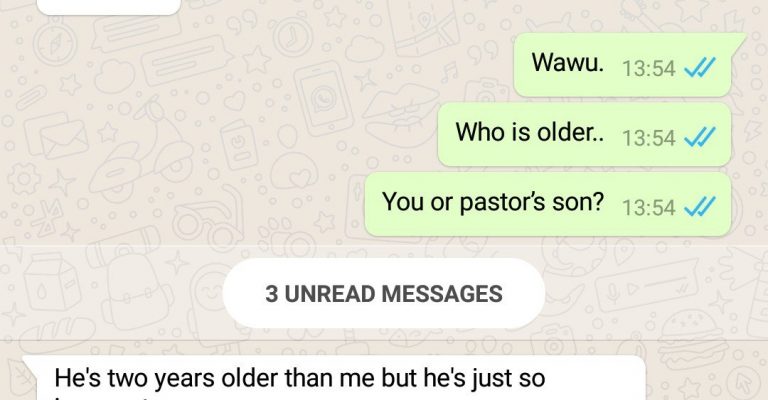 Wawu. 13:54
Who is older.. 13:54
You or pastor's son? 13:54
3 UNREAD MESSAGES
He's two years older than me but he's just so